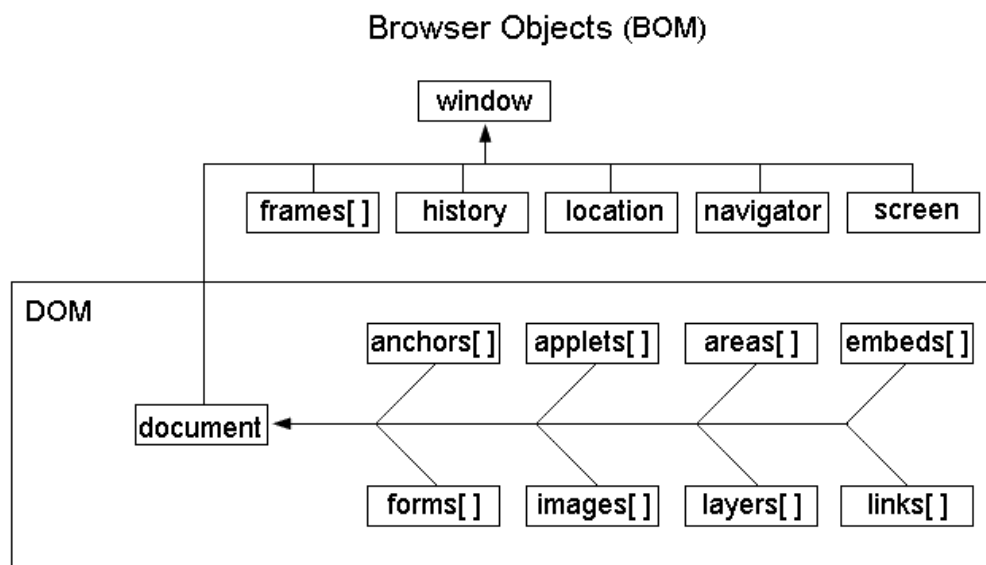 Browser Objects (BOM)
window
frames[ ]
history
location
navigator
screen
DOM
anchors[ ]
applets[ ]
areas[ ]
embeds[ ]
document
forms[ ]
images[ ]
layers[ ]
links[ ]